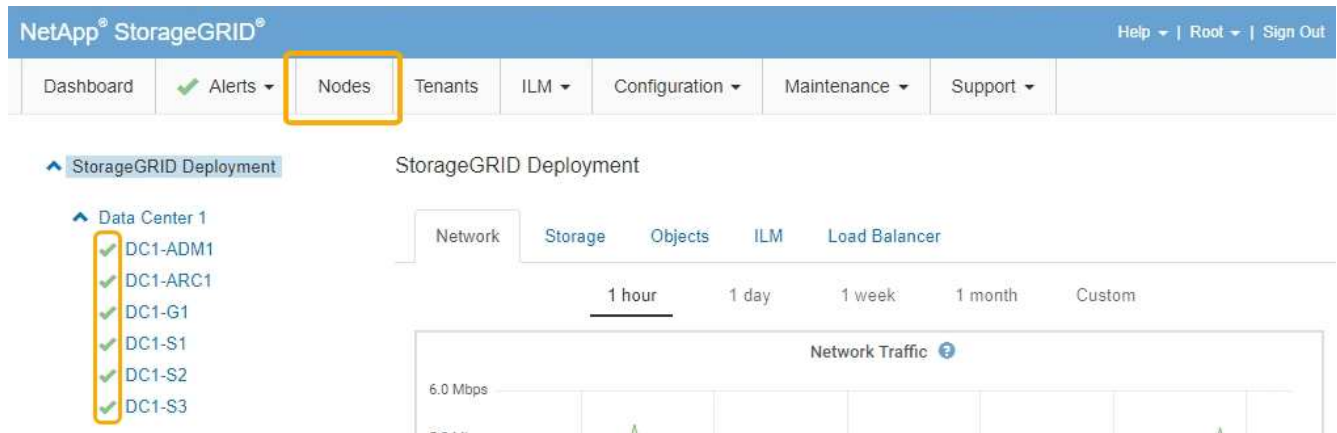 NetApp® StorageGRID®
Help | Root | Sign Out
Dashboard Alerts Nodes Tenants ILM Configuration Maintenance Support
StorageGRID Deployment
Data Center 1
DC1-ADM1
DC1-ARC1
DC1-G1
DC1-S1
DC1-S2
DC1-S3
StorageGRID Deployment
Network Storage Objects ILM Load Balancer
1 hour 1 day 1 week 1 month Custom
Network Traffic ?
6.0 Mbps